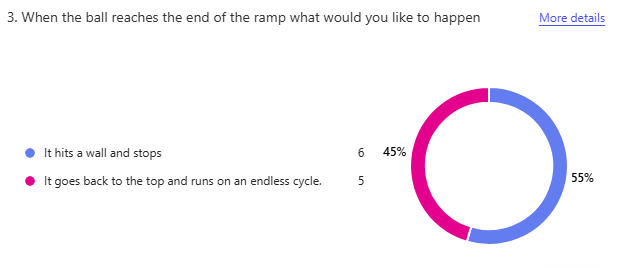 3. When the ball reaches the end of the ramp what would you like to happen
More details
It hits a wall and stops 6
It goes back to the top and runs on an endless cycle. 5
45%
55%